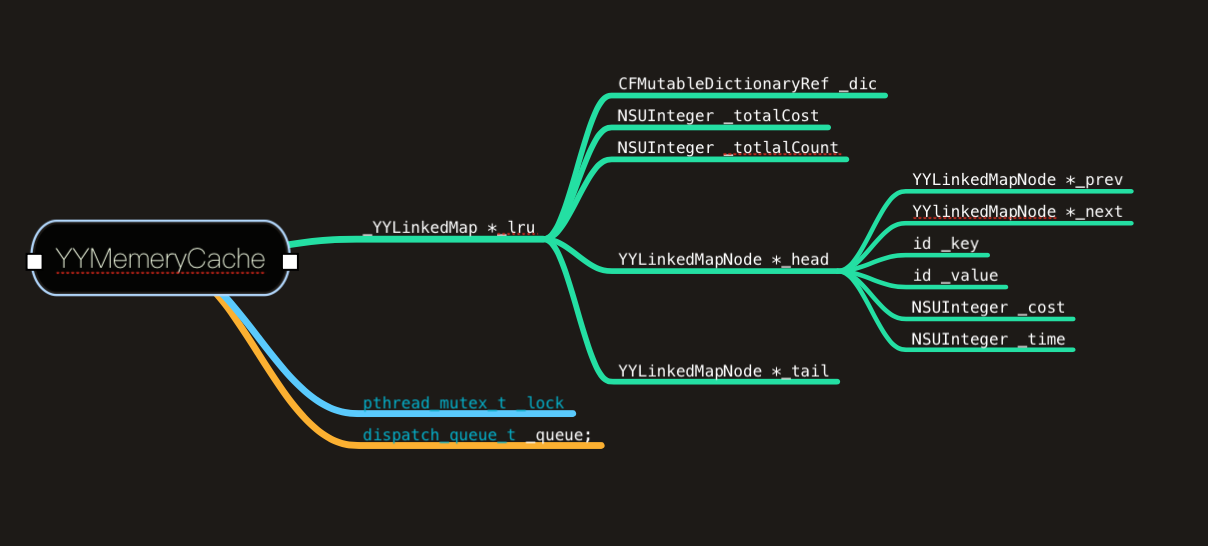 CFMutableDictionaryRef _dic
NSUInteger _totalCost
NSUInteger _totlalCount
YYLinkedMapNode *_prev
_YYLinkedMap *_lru
YYlinkedMapNode *_next
YYMemeryCache
YYLinkedMapNode *_head
id _key
id _value
NSUInteger _cost
NSUInteger _time
YYLinkedMapNode *_tail
pthread_mutex_t _lock
dispatch_queue_t _queue;